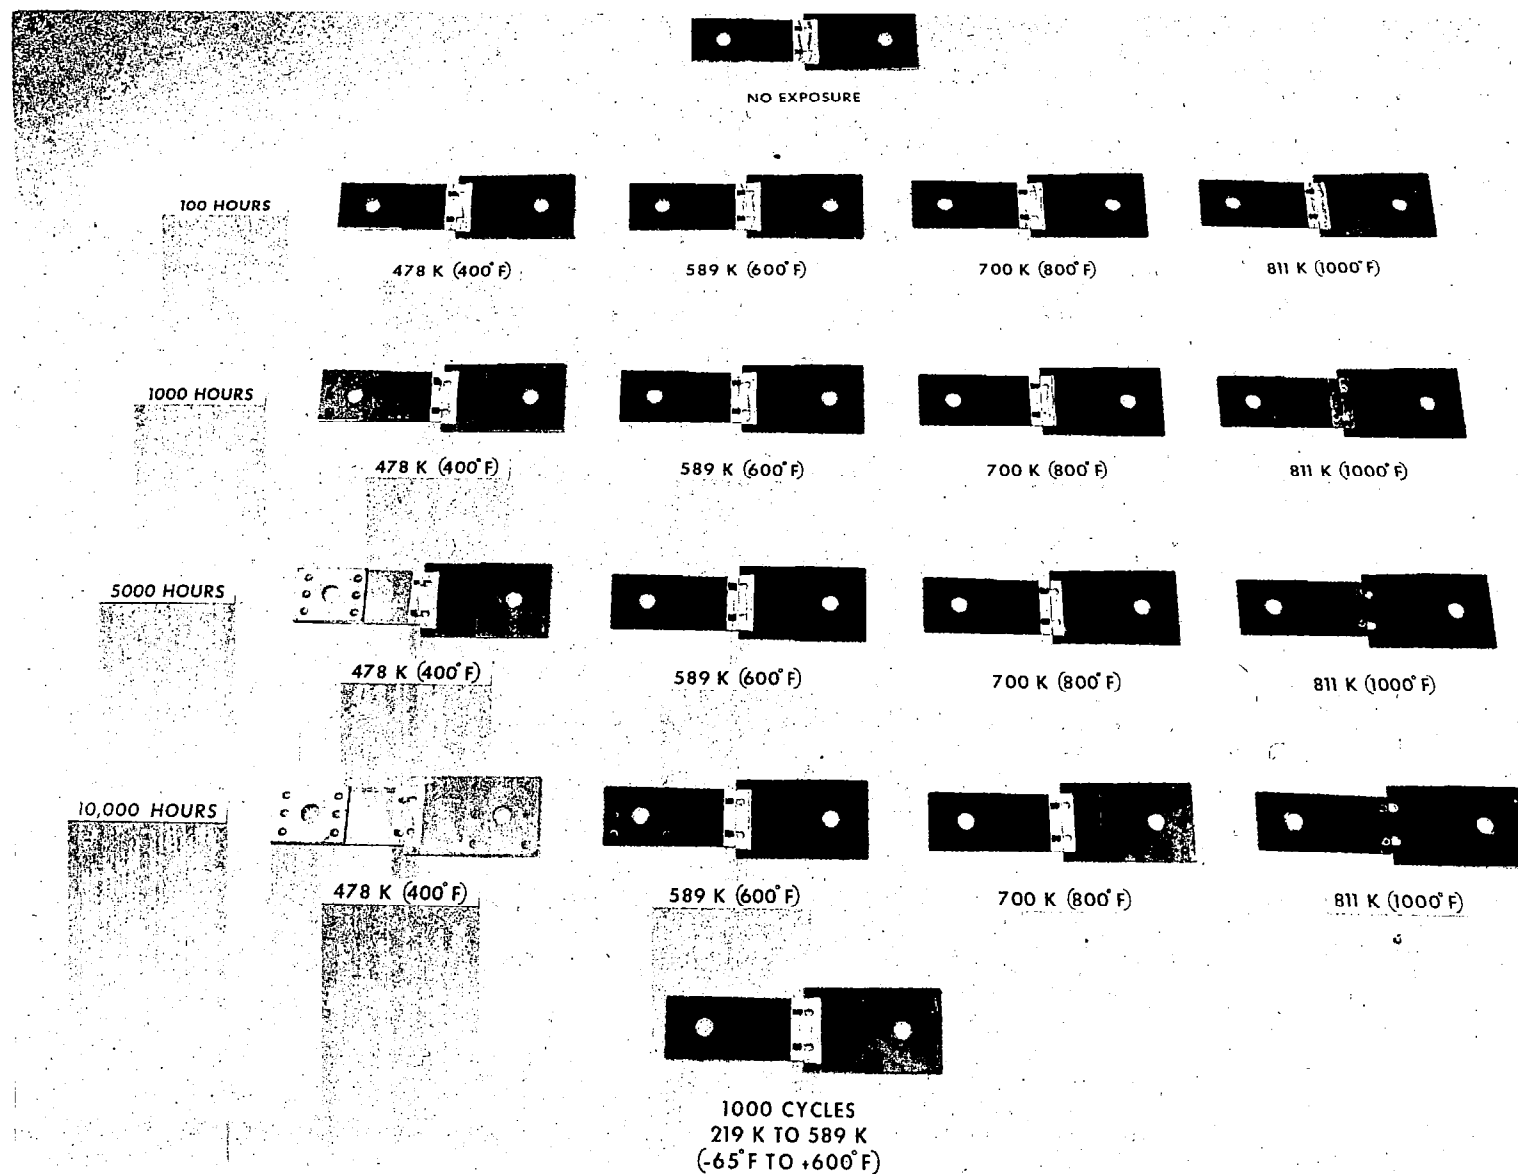 NO EXPOSURE
100 HOURS
478 K (400°F)
589 K (600°F)
700 K (800°F)
811 K (1000°F)
1000 HOURS
478 K (400°F)
589 K (600°F)
700 K (800°F)
811 K (1000°F)
5000 HOURS
478 K (400°F)
589 K (600°F)
700 K (800°F)
811 K (1000°F)
10,000 HOURS
478 K (400°F)
589 K (600°F)
700 K (800°F)
811 K (1000°F)
1000 CYCLES
219 K TO 589 K
(-65°F TO +600°F)